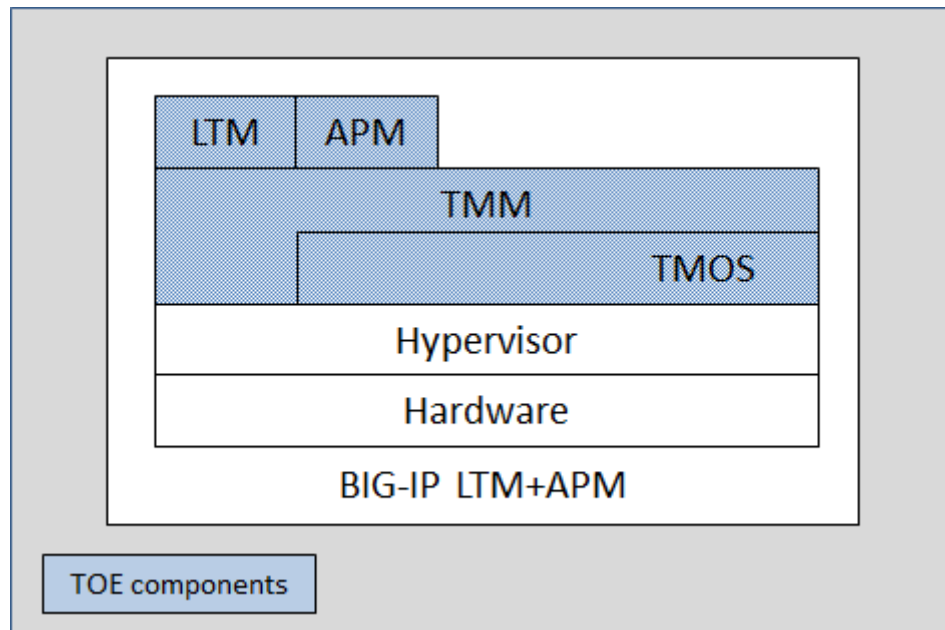 LTM APM
TMM
TMOS
Hypervisor
Hardware
BIG-IP LTM+APM
TOE components